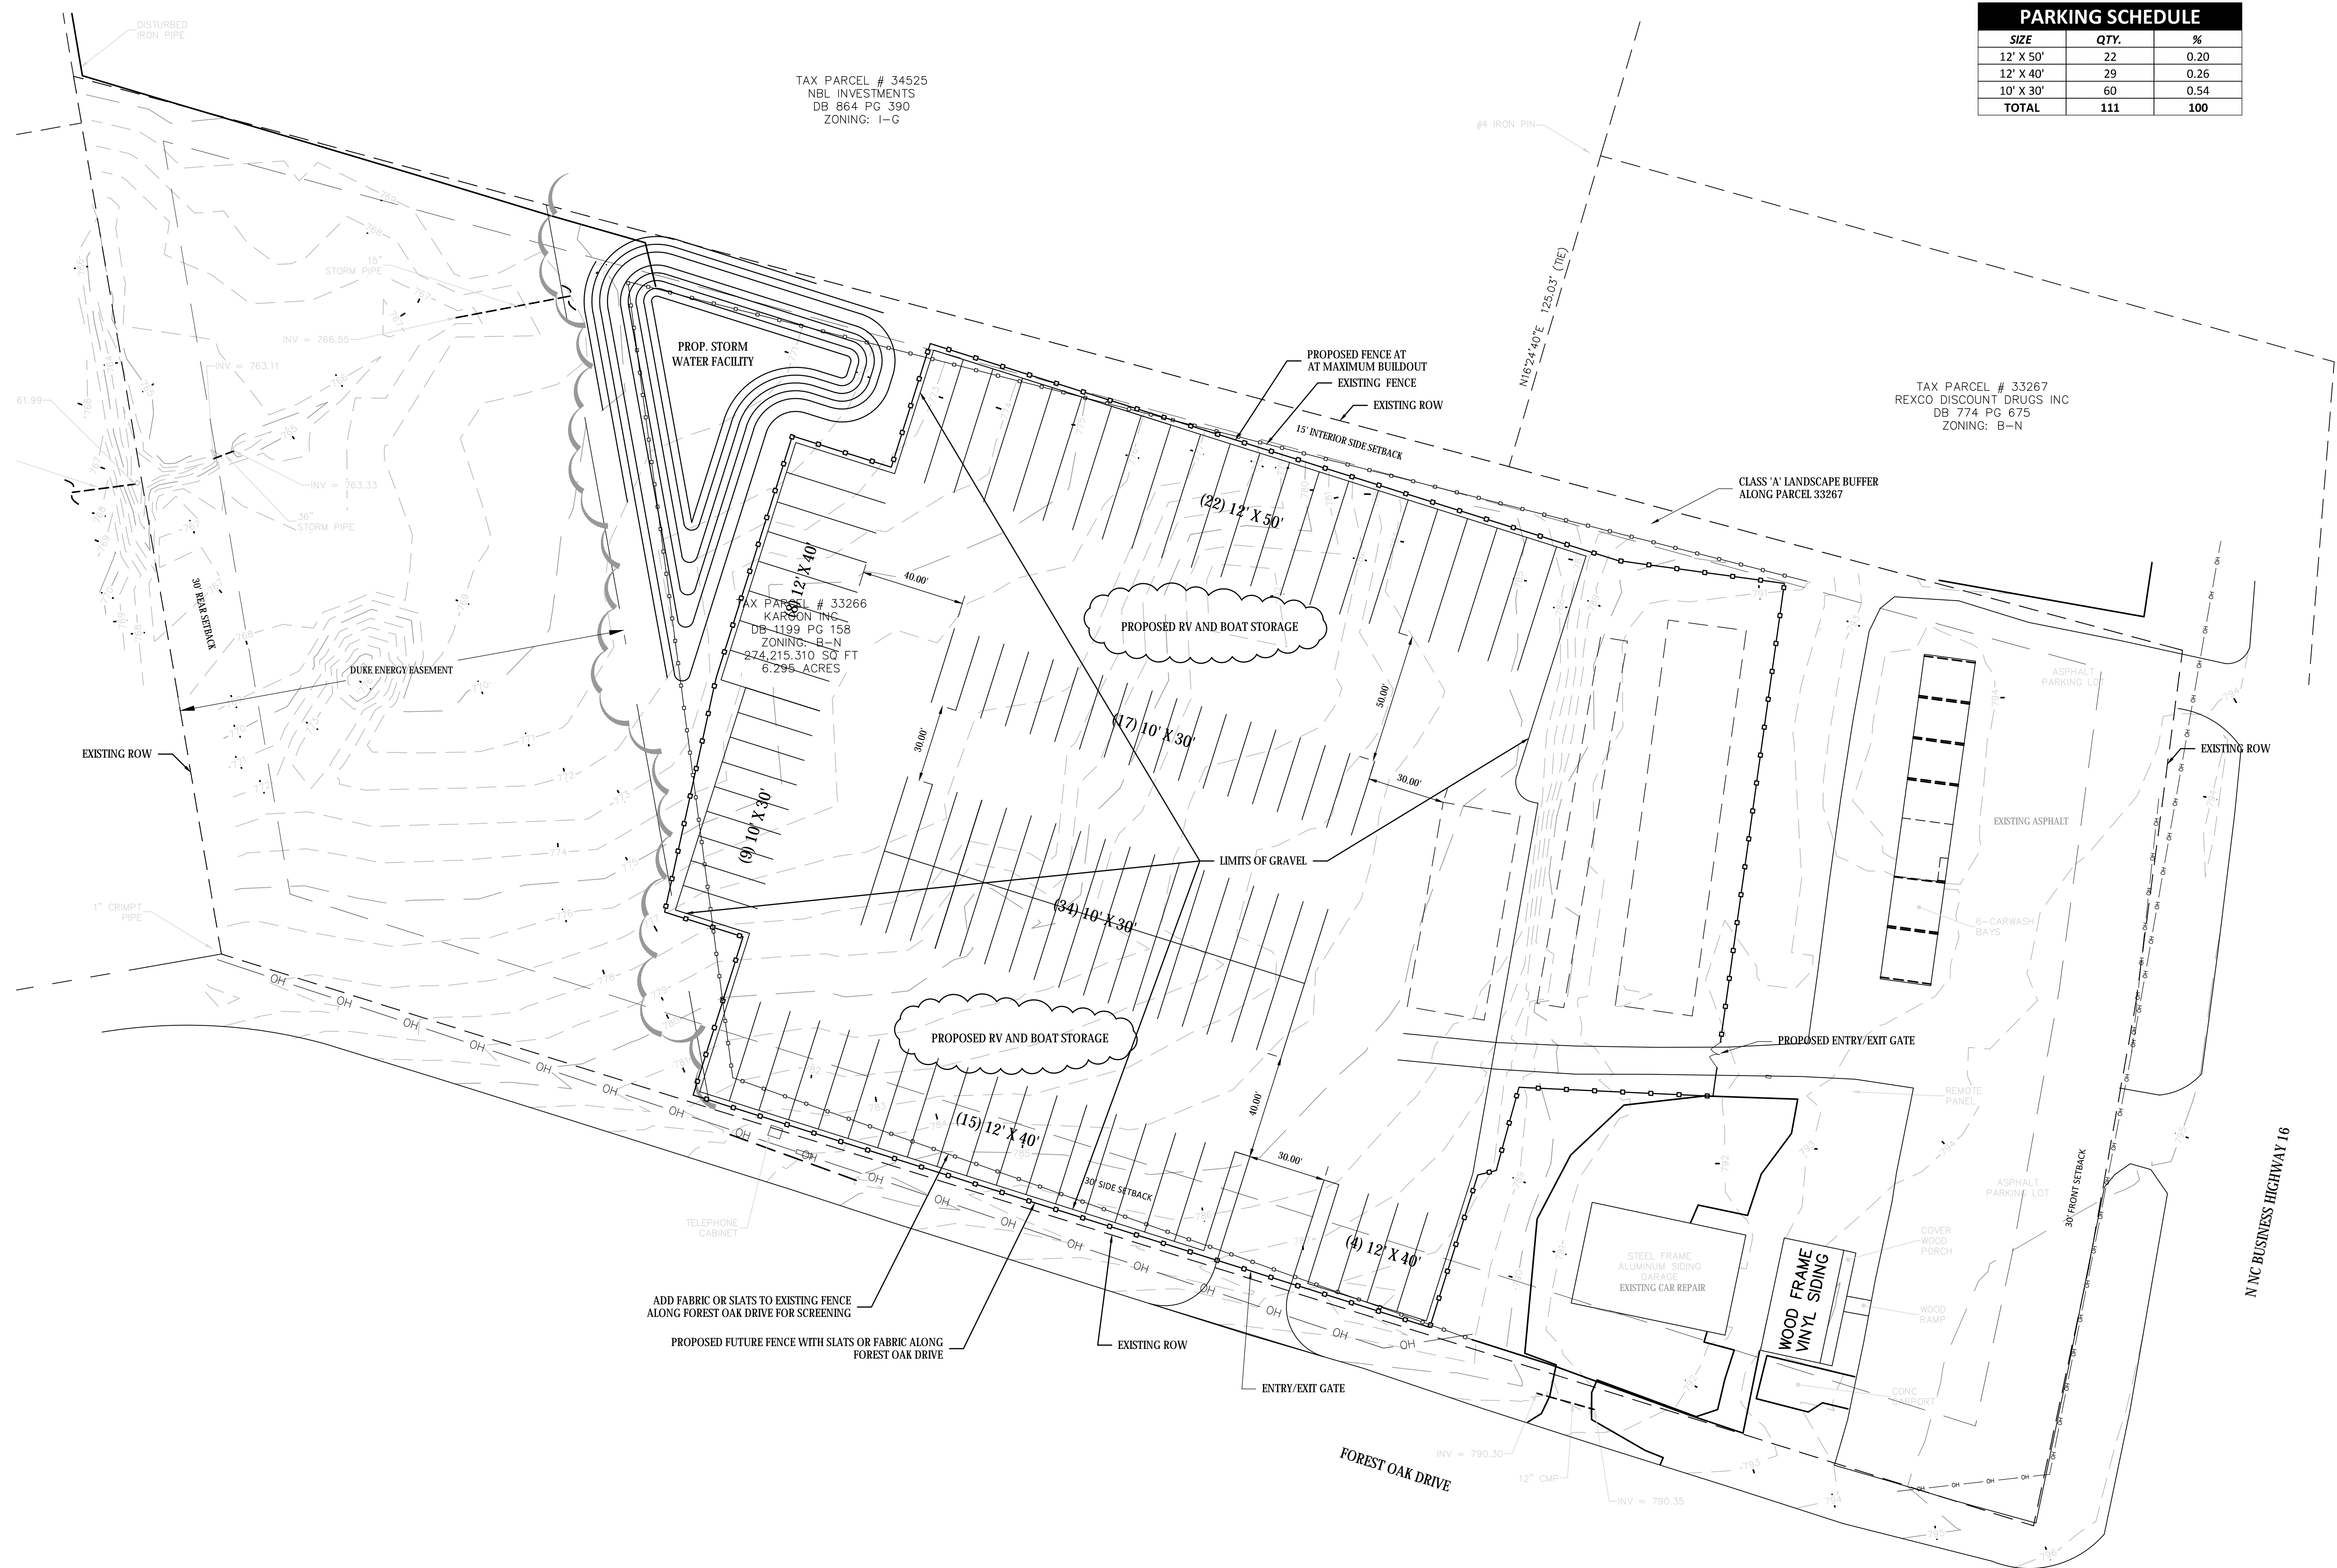 PARKING SCHEDULE
SIZE QTY. %
12' X 50' 22 0.20
12' X 40' 29 0.26
10' X 30' 60 0.54
TOTAL 111 100
DISTURBED
IRON PIPE
TAX PARCEL # 34525
NBL INVESTMENTS
DB 864 PG 390
ZONING: I-G
#4 IRON PIN
N16°24'40"E 125.03' (TIE)
15"
STORM PIPE
INV = 766.55
INV = 763.11
61.99
INV = 763.33
36"
STORM PIPE
PROP. STORM
WATER FACILITY
PROPOSED FENCE AT
AT MAXIMUM BUILDOUT
EXISTING FENCE
EXISTING ROW
15' INTERIOR SIDE SETBACK
TAX PARCEL # 33267
REXCO DISCOUNT DRUGS INC
DB 774 PG 675
ZONING: B-N
CLASS 'A' LANDSCAPE BUFFER
ALONG PARCEL 33267
(22) 12' X 50'
(8) 12' X 40'
40.00'
TAX PARCEL # 33266
KARSON INC
DB 1199 PG 158
ZONING: B-N
274,215.310 SQ FT
6.295 ACRES
30' REAR SETBACK
DUKE ENERGY EASEMENT
PROPOSED RV AND BOAT STORAGE
EXISTING ROW
30.00'
50.00'
(17) 10' X 30'
30.00'
(9) 10' X 30'
LIMITS OF GRAVEL
(34) 10' X 30'
ASPHALT
PARKING LOT
EXISTING ROW
EXISTING ASPHALT
6-CARWASH
BAYS
1" CRIMPT
PIPE
PROPOSED RV AND BOAT STORAGE
PROPOSED ENTRY/EXIT GATE
REMOTE
PANEL
40.00'
(15) 12' X 40'
30.00'
30' SIDE SETBACK
(4) 12' X 40'
TELEPHONE
CABINET
ASPHALT
PARKING LOT
30' FRONT SETBACK
N NC BUSINESS HIGHWAY 16
COVER
WOOD
PORCH
STEEL FRAME
ALUMINUM SIDING
GARAGE
EXISTING CAR REPAIR
WOOD FRAME
VINYL SIDING
WOOD
RAMP
CONC
CARPORT
ADD FABRIC OR SLATS TO EXISTING FENCE
ALONG FOREST OAK DRIVE FOR SCREENING
PROPOSED FUTURE FENCE WITH SLATS OR FABRIC ALONG
FOREST OAK DRIVE
EXISTING ROW
ENTRY/EXIT GATE
FOREST OAK DRIVE
INV = 790.30
12" CMP
INV = 790.35